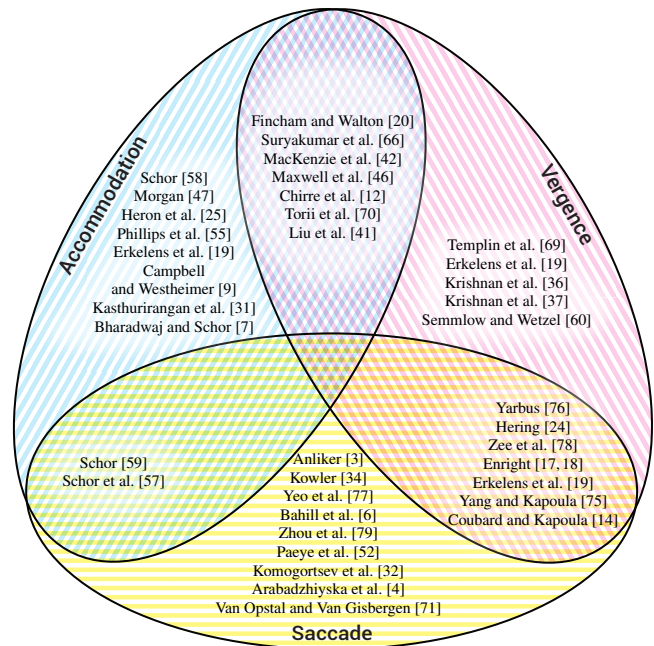 Accommodation
Schor [58]
Morgan [47]
Heron et al. [25]
Phillips et al. [55]
Erkelens et al. [19]
Campbell
and Westheimer [9]
Kasthurirangan et al. [31]
Bharadwaj and Schor [7]
Fincham and Walton [20]
Suryakumar et al. [66]
MacKenzie et al. [42]
Maxwell et al. [46]
Chirre et al. [12]
Torii et al. [70]
Liu et al. [41]
Vergence
Templin et al. [69]
Erkelens et al. [19]
Krishnan et al. [36]
Krishnan et al. [37]
Semmlow and Wetzel [60]
Schor [59]
Schor et al. [57]
Anliker [3]
Kowler [34]
Yeo et al. [77]
Bahill et al. [6]
Zhou et al. [79]
Paeye et al. [52]
Komogortsev et al. [32]
Arabadzhiyska et al. [4]
Van Opstal and Van Gisbergen [71]
Yarbus [76]
Hering [24]
Zee et al. [78]
Enright [17, 18]
Erkelens et al. [19]
Yang and Kapoula [75]
Coubard and Kapoula [14]
Saccade